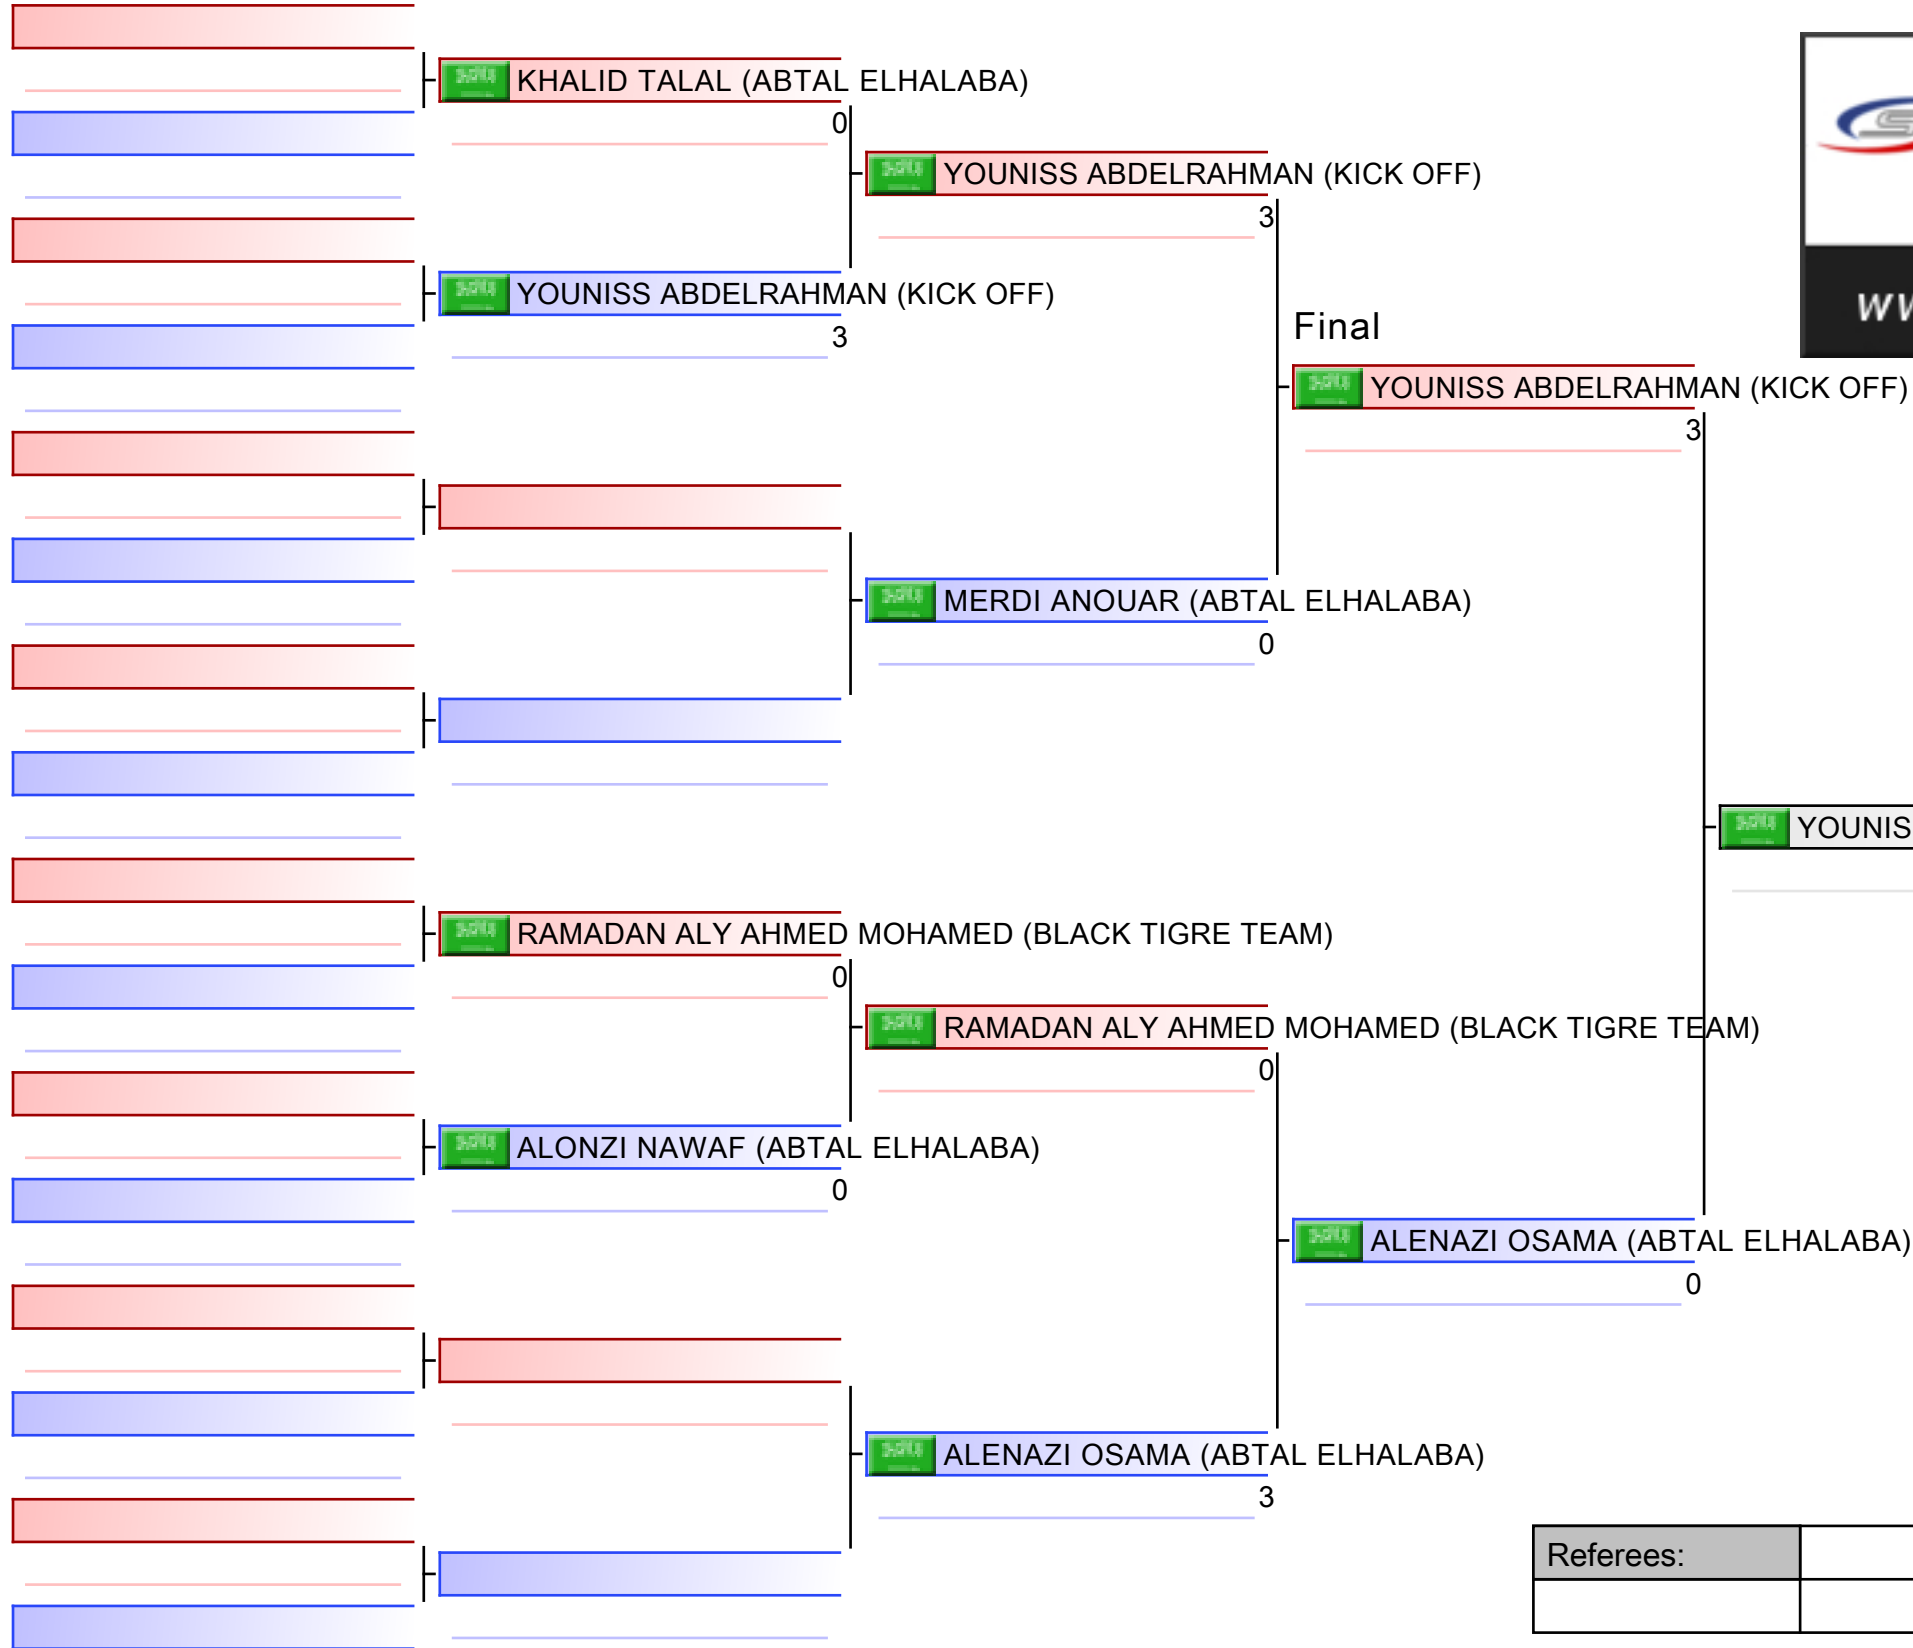 KHALID TALAL (ABTAL ELHALABA)
0
YOUNISS ABDELRAHMAN (KICK OFF)
3
YOUNISS ABDELRAHMAN (KICK OFF)
3
Final
YOUNISS ABDELRAHMAN (KICK OFF)
3
MERDI ANOUAR (ABTAL ELHALABA)
0
YOUNIS
RAMADAN ALY AHMED MOHAMED (BLACK TIGRE TEAM)
0
RAMADAN ALY AHMED MOHAMED (BLACK TIGRE TEAM)
0
ALONZI NAWAF (ABTAL ELHALABA)
0
ALENAZI OSAMA (ABTAL ELHALABA)
0
ALENAZI OSAMA (ABTAL ELHALABA)
3
Referees: